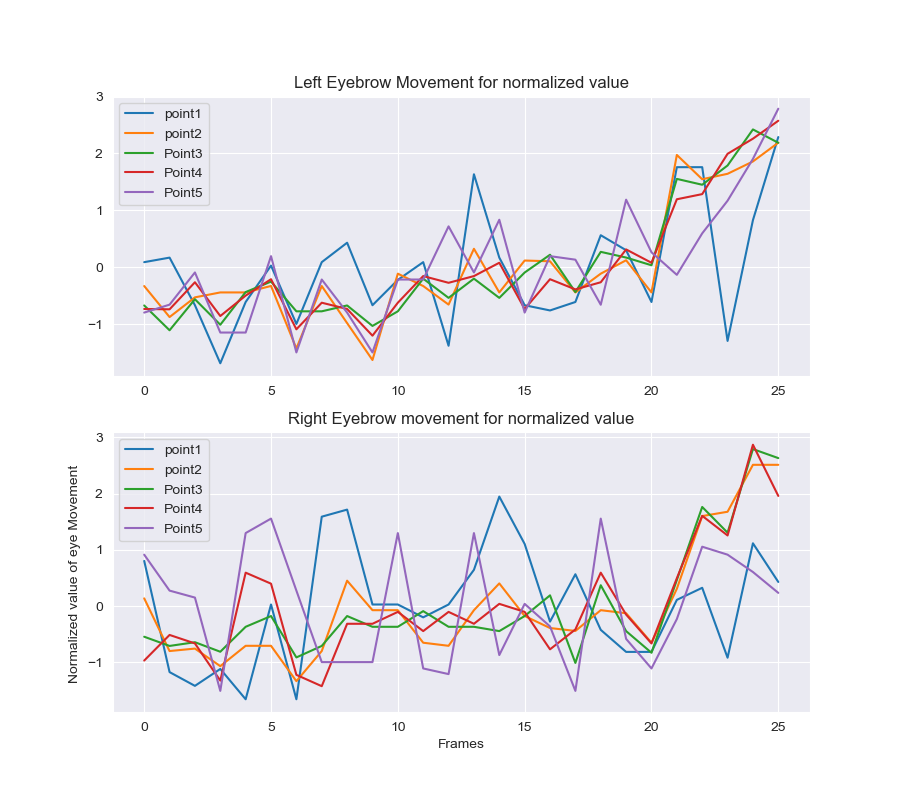 Left Eyebrow Movement for normalized value
3
2
1
0
−1
point1
point2
Point3
Point4
Point5
0 5 10 15 20 25
Right Eyebrow movement for normalized value
Normalized value of eye Movement
3
2
1
0
−1
point1
point2
Point3
Point4
Point5
0 5 10 15 20 25
Frames